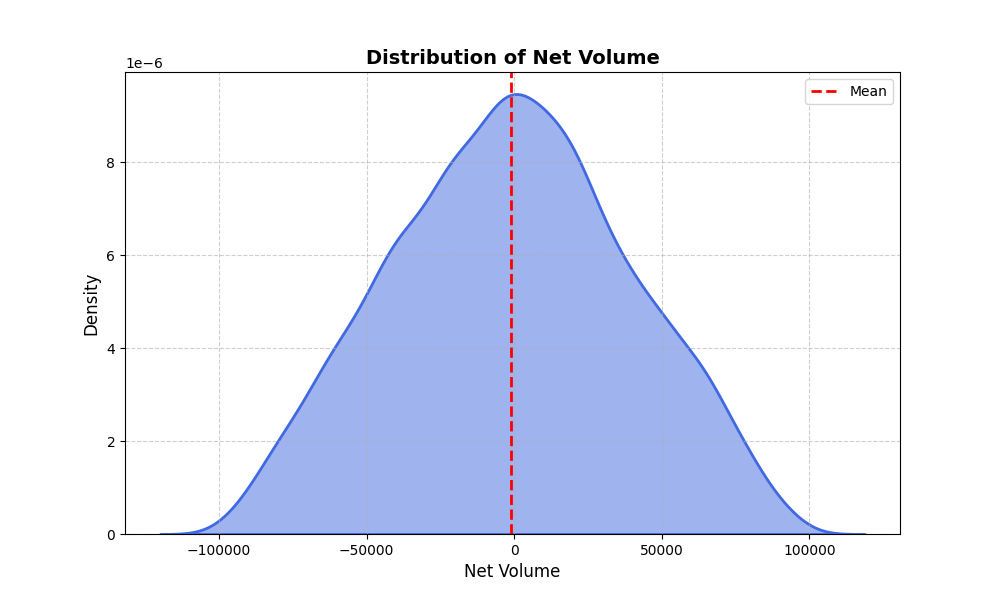 Distribution of Net Volume
1e−6
Mean
8
6
4
2
0
Density
−100000
−50000
0
50000
100000
Net Volume